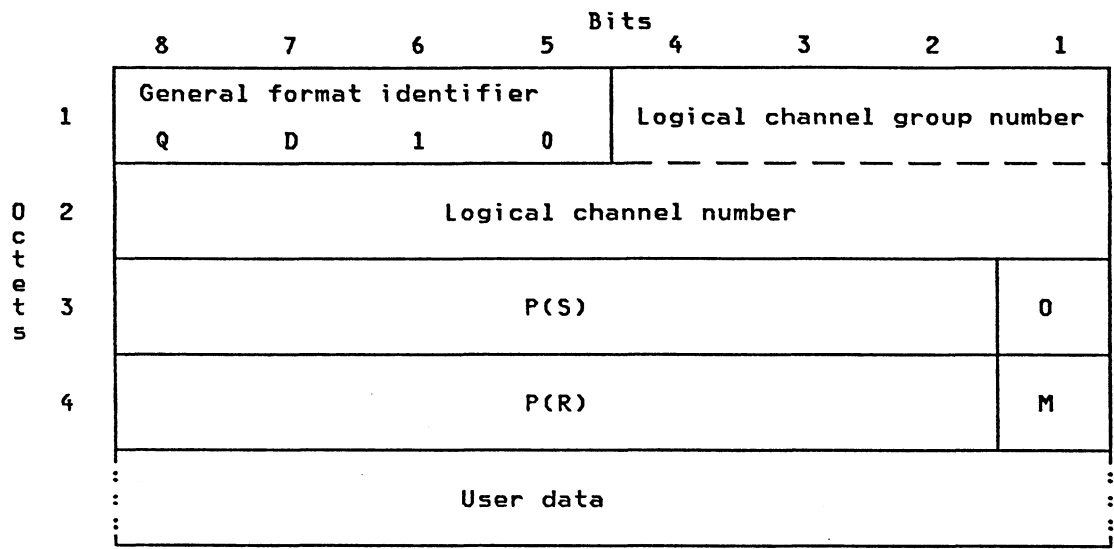 Bits
8 7 6 5 4 3 2 1
General format identifier
1 Logical channel group number
Q D 1 0
Octets
2 Logical channel number
3 P(S) 0
4 P(R) M
User data